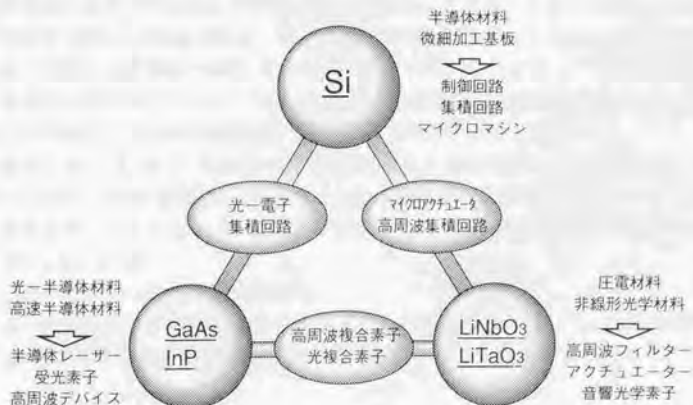 半導体材料
微細加工基板
Si
制御回路
集積回路
マイクロマシン
光－電子
集積回路
マイクロアクチュエータ
高周波集積回路
光－半導体材料
高速半導体材料
半導体レーザー
受光素子
高周波デバイス
GaAs
InP
高周波複合素子
光複合素子
LiNbO₃
LiTaO₃
圧電材料
非線形光学材料
高周波フィルター
アクチュエーター
音響光学素子